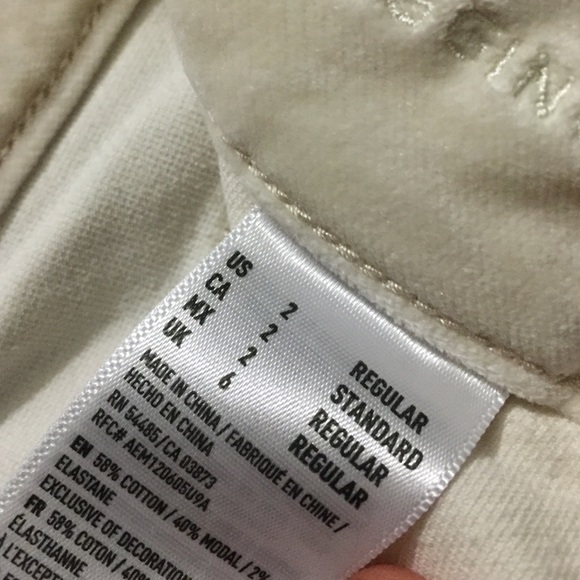 US 2 REGULAR
CA 2 STANDARD
MX 2 REGULAR
UK 6 REGULAR
MADE IN CHINA / FABRIQUÉ EN CHINE /
HECHO EN CHINA
RN 54485/CA 03873
RFC# AEM120605U9A
EN 58% COTTON / 40% MODAL / 2%
ELASTANE
EXCLUSIVE OF DECORATION
FR 58% COTON / 40%
ÉLASTHANNE
À L'EXCEPT